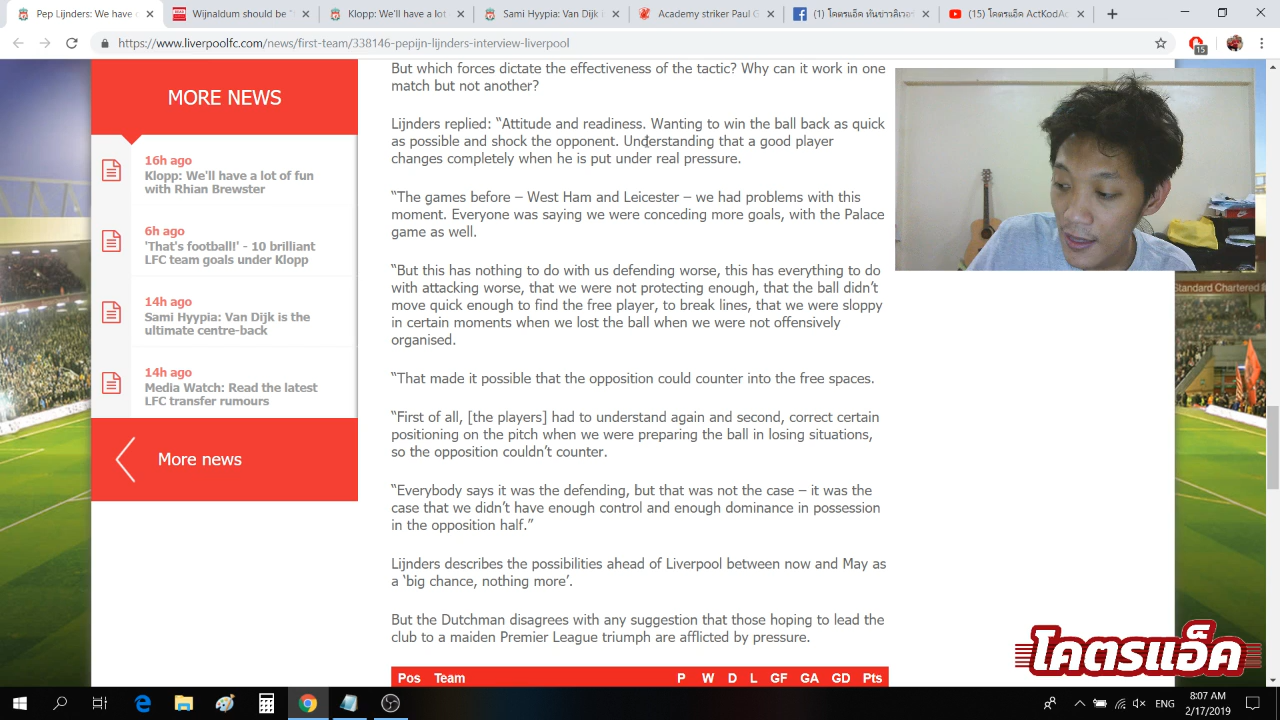 Pep Lijnders: We have c
Wijnaldum should be '
Klopp: We'll have a lot
Sami Hyypia: Van Dijk i
Academy striker Paul G
(1) โคตรแอ็ค ทันข่าวลิเวอร
(15) โคตรแอ็ค ActKodAc
https://www.liverpoolfc.com/news/first-team/338146-pepijn-lijnders-interview-liverpool
15
MORE NEWS
16h ago
Klopp: We'll have a lot of fun
with Rhian Brewster
6h ago
'That's football!' - 10 brilliant
LFC team goals under Klopp
14h ago
Sami Hyypia: Van Dijk is the
ultimate centre-back
14h ago
Media Watch: Read the latest
LFC transfer rumours
More news
But which forces dictate the effectiveness of the tactic? Why can it work in one
match but not another?
Lijnders replied: “Attitude and readiness. Wanting to win the ball back as quick
as possible and shock the opponent. Understanding that a good player
changes completely when he is put under real pressure.
“The games before – West Ham and Leicester – we had problems with this
moment. Everyone was saying we were conceding more goals, with the Palace
game as well.
“But this has nothing to do with us defending worse, this has everything to do
with attacking worse, that we were not protecting enough, that the ball didn’t
move quick enough to find the free player, to break lines, that we were sloppy
in certain moments when we lost the ball when we were not offensively
organised.
“That made it possible that the opposition could counter into the free spaces.
“First of all, [the players] had to understand again and second, correct certain
positioning on the pitch when we were preparing the ball in losing situations,
so the opposition couldn’t counter.
“Everybody says it was the defending, but that was not the case – it was the
case that we didn’t have enough control and enough dominance in possession
in the opposition half.”
Lijnders describes the possibilities ahead of Liverpool between now and May as
a ‘big chance, nothing more’.
But the Dutchman disagrees with any suggestion that those hoping to lead the
club to a maiden Premier League triumph are afflicted by pressure.
Pos Team P W D L GF GA GD Pts
Standard Chartered
โคตรแอ็ค
ENG
8:07 AM
2/17/2019